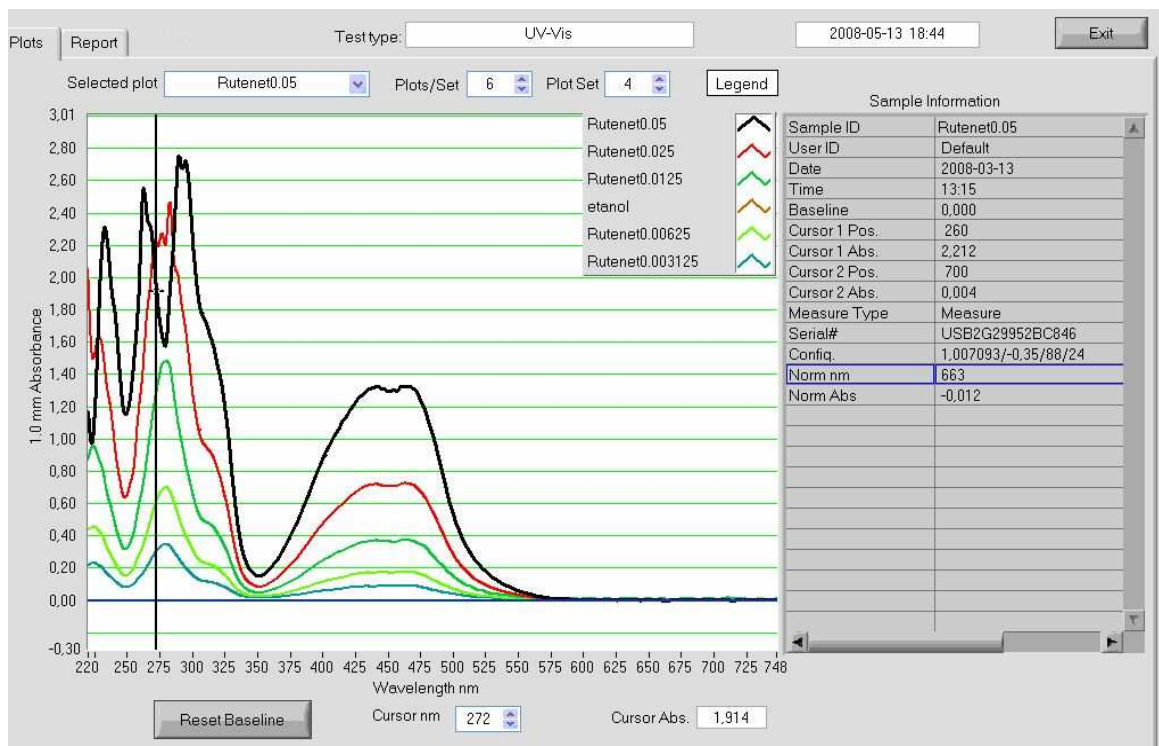 Plots Report Test type: UV-Vis 2008-05-13 18:44 Exit
Selected plot Rutenet0.05 Plots/Set 6 Plot Set 4 Legend
Sample Information
Rutenet0.05
Rutenet0.025
Rutenet0.0125
etanol
Rutenet0.00625
Rutenet0.003125
Sample ID Rutenet0.05
User ID Default
Date 2008-03-13
Time 13:15
Baseline 0,000
Cursor 1 Pos. 260
Cursor 1 Abs. 2,212
Cursor 2 Pos. 700
Cursor 2 Abs. 0,004
Measure Type Measure
Serial# USB2G29952BC846
Config. 1,007093/-0,35/88/24
Norm nm 663
Norm Abs -0,012
1.0 mm Absorbance
3,01
2,80
2,60
2,40
2,20
2,00
1,80
1,60
1,40
1,20
1,00
0,80
0,60
0,40
0,20
0,00
-0,30
220 250 275 300 325 350 375 400 425 450 475 500 525 550 575 600 625 650 675 700 725 748
Wavelength nm
Reset Baseline Cursor nm 272 Cursor Abs. 1,914